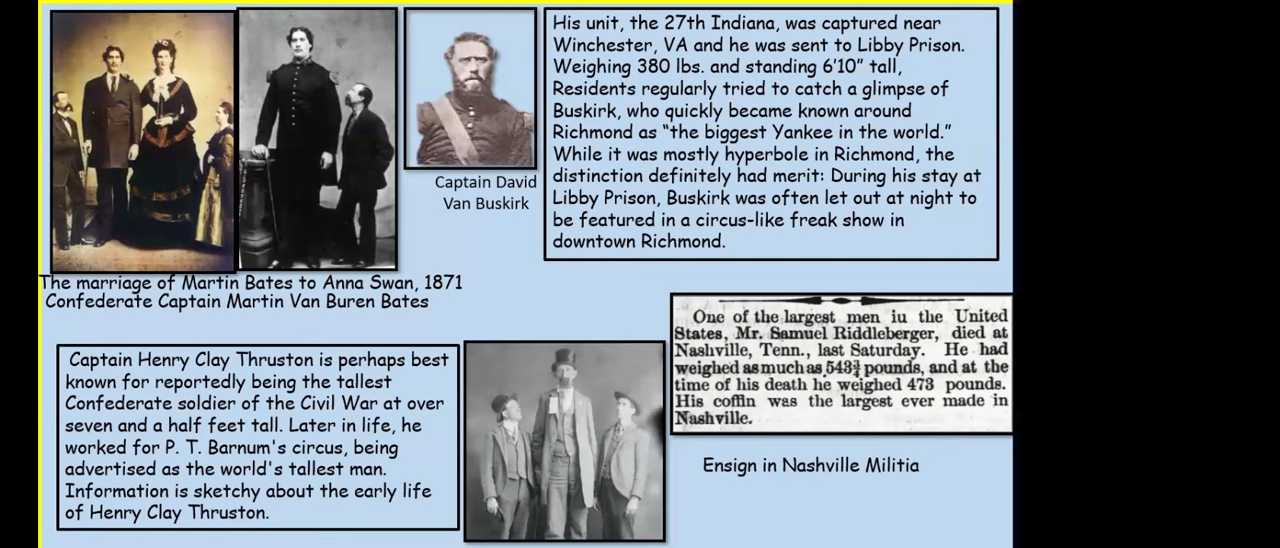 His unit, the 27th Indiana, was captured near
Winchester, VA and he was sent to Libby Prison.
Weighing 380 lbs. and standing 6'10" tall,
Residents regularly tried to catch a glimpse of
Buskirk, who quickly became known around
Richmond as “the biggest Yankee in the world.”
While it was mostly hyperbole in Richmond, the
distinction definitely had merit: During his stay at
Libby Prison, Buskirk was often let out at night to
be featured in a circus-like freak show in
downtown Richmond.
Captain David
Van Buskirk
The marriage of Martin Bates to Anna Swan, 1871
Confederate Captain Martin Van Buren Bates
One of the largest men in the United
States, Mr. Samuel Riddleberger, died at
Nashville, Tenn., last Saturday. He had
weighed as much as 543¾ pounds, and at the
time of his death he weighed 473 pounds.
His coffin was the largest ever made in
Nashville.
Ensign in Nashville Militia
Captain Henry Clay Thruston is perhaps best
known for reportedly being the tallest
Confederate soldier of the Civil War at over
seven and a half feet tall. Later in life, he
worked for P. T. Barnum's circus, being
advertised as the world's tallest man.
Information is sketchy about the early life
of Henry Clay Thruston.